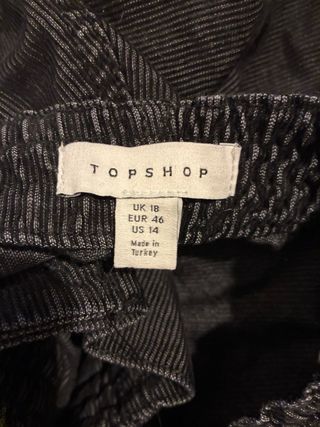 TOPSHOP
UK 18
EUR 46
US 14
Made in
Turkey